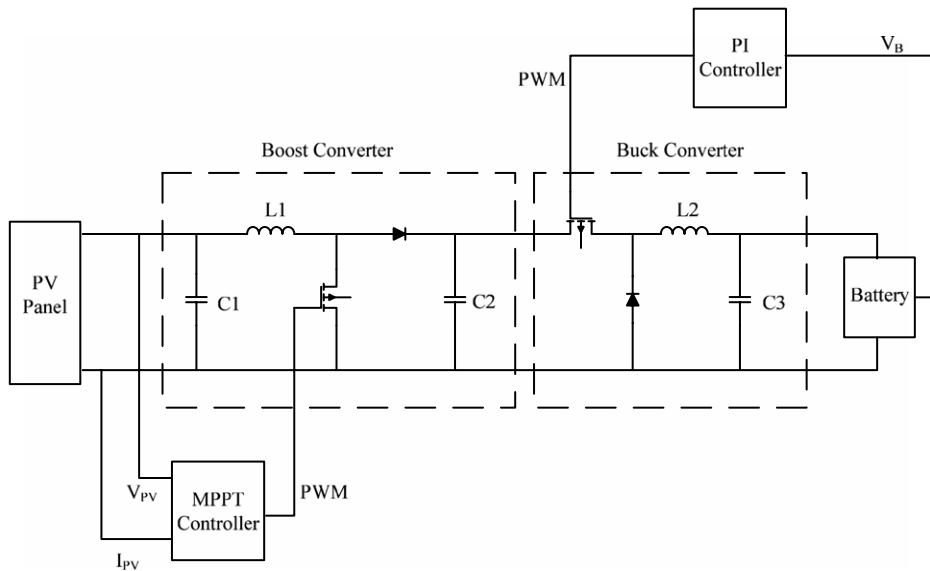 PI
Controller
V_B
PWM
Boost Converter
Buck Converter
L1
L2
PV
Panel
C1
C2
C3
Battery
V_PV
MPPT
Controller
PWM
I_PV